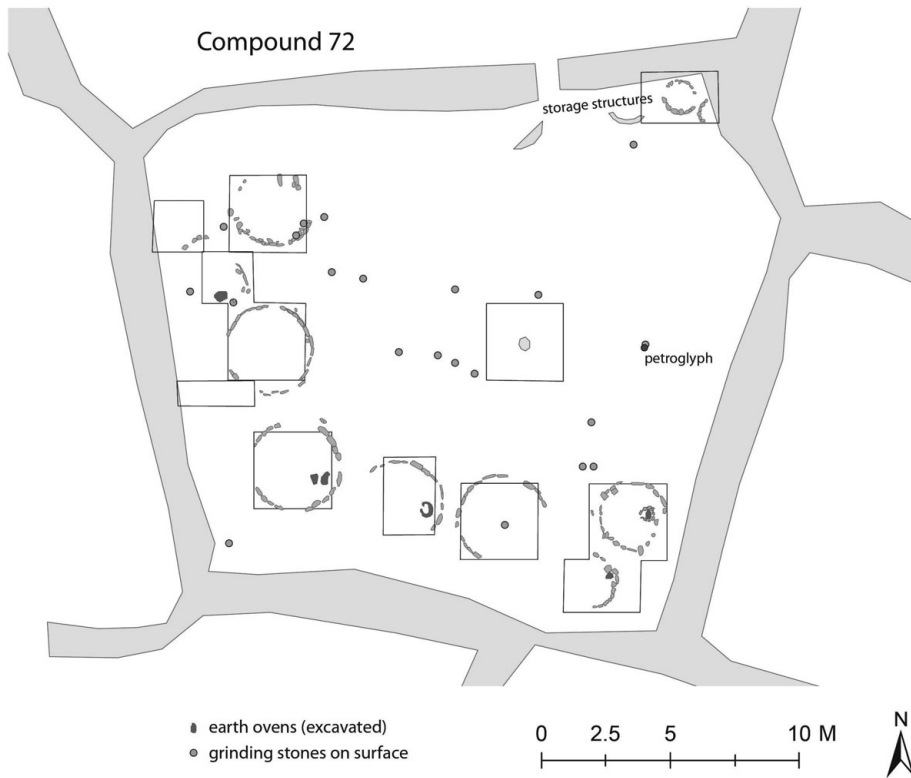 Compound 72
storage structures
petroglyph
earth ovens (excavated)
grinding stones on surface
0 2.5 5 10 M
N